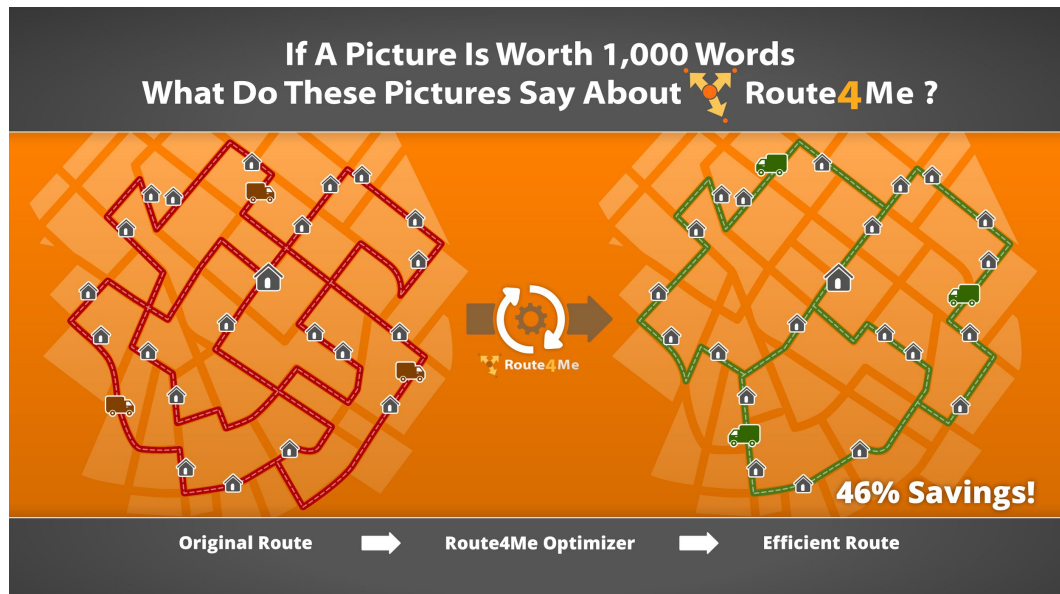 If A Picture Is Worth 1,000 Words
What Do These Pictures Say About Route4Me ?
Route4Me
46% Savings!
Original Route
Route4Me Optimizer
Efficient Route